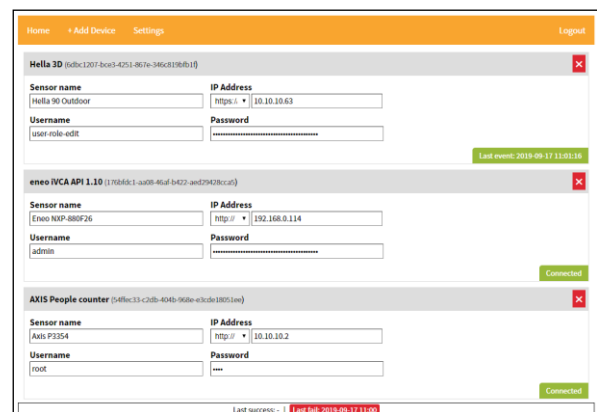 Home + Add Device Settings Logout
Hella 3D (6dbc1207-bce3-4251-867e-346c819bfb1f)
Sensor name IP Address
Hella 90 Outdoor https:/ 10.10.10.63
Username Password
user-role-edit
Last event: 2019-09-17 11:01:16
eneo iVCA API 1.10 (176bfdc1-aa08-46af-b422-aed29428cca5)
Sensor name IP Address
Eneo NXP-880F26 http:// 192.168.0.114
Username Password
admin
Connected
AXIS People counter (54ffec33-c2db-404b-968e-e3cde18051ee)
Sensor name IP Address
Axis P3354 http:// 10.10.10.2
Username Password
root
Connected
Last success: - | Last fail: 2019-09-17 11:00